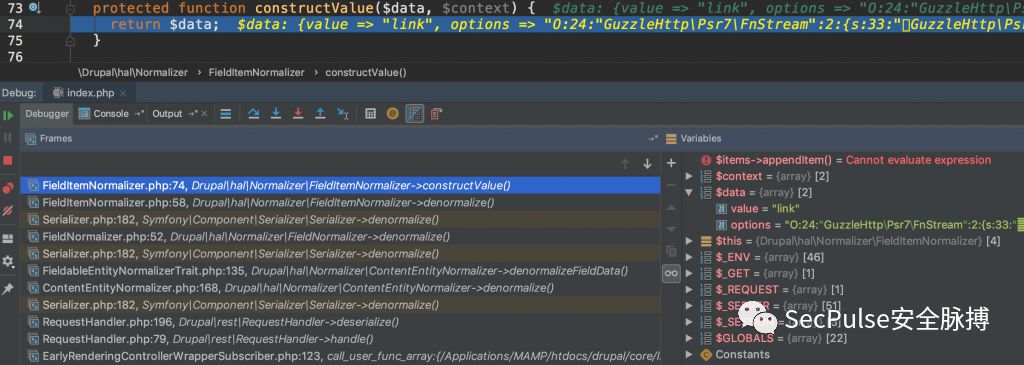 73 protected function constructValue($data, $context) { $data: {value => "link", options => "O:24:"GuzzleHttp\Psr7\FnStream":2:{s:33:"GuzzleHttp\Ps
74 return $data; $data: {value => "link", options => "O:24:"GuzzleHttp\Psr7\FnStream":2:{s:33:"GuzzleHttp\Ps
75 }
76
\Drupal\hal\Normalizer › FieldItemNormalizer › constructValue()
Debug: index.php ×
Debugger Console Output
Frames
FieldItemNormalizer.php:74, Drupal\hal\Normalizer\FieldItemNormalizer->constructValue()
FieldItemNormalizer.php:58, Drupal\hal\Normalizer\FieldItemNormalizer->denormalize()
Serializer.php:182, Symfony\Component\Serializer\Serializer->denormalize()
FieldNormalizer.php:52, Drupal\hal\Normalizer\FieldNormalizer->denormalize()
Serializer.php:182, Symfony\Component\Serializer\Serializer->denormalize()
FieldableEntityNormalizerTrait.php:135, Drupal\hal\Normalizer\ContentEntityNormalizer->denormalizeFieldData()
ContentEntityNormalizer.php:168, Drupal\hal\Normalizer\ContentEntityNormalizer->denormalize()
Serializer.php:182, Symfony\Component\Serializer\Serializer->denormalize()
RequestHandler.php:196, Drupal\rest\RequestHandler->deserialize()
RequestHandler.php:79, Drupal\rest\RequestHandler->handle()
EarlyRenderingControllerWrapperSubscriber.php:123, call_user_func_array:{/Applications/MAMP/htdocs/drupal/core/l
Variables
$items->appendItem() = Cannot evaluate expression
$context = {array} [2]
$data = {array} [2]
value = "link"
options = "O:24:"GuzzleHttp\Psr7\FnStream":2:{s:33:"
$this = {Drupal\hal\Normalizer\FieldItemNormalizer} [4]
$_ENV = {array} [46]
$_GET = {array} [1]
$_REQUEST = {array} [1]
[51]
$GLOBALS = {array} [22]
Constants
SecPulse安全脉搏